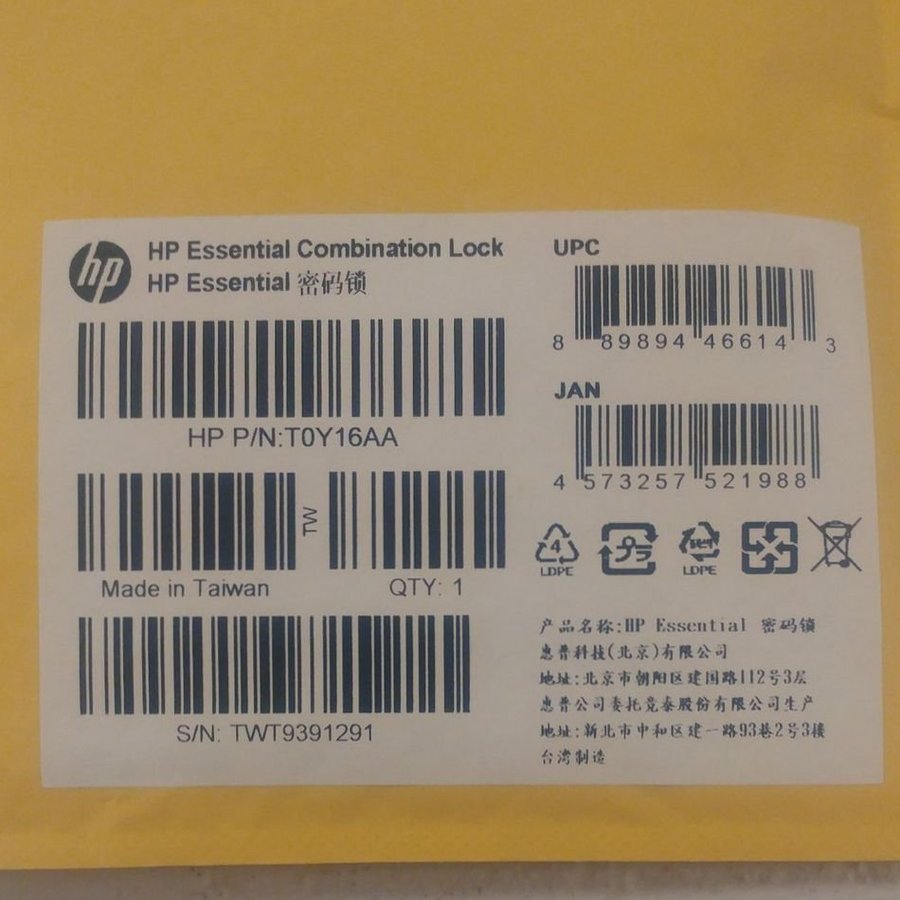 hp
HP Essential Combination Lock
HP Essential 密码锁
HP P/N:T0Y16AA
TW
Made in Taiwan
QTY: 1
S/N: TWT9391291
UPC
8 89894 46614 3
JAN
4 573257 521988
4
LDPE
プラ
LDPE
产品名称:HP Essential 密码锁
惠普科技(北京)有限公司
地址:北京市朝阳区建国路112号3层
惠普公司委托竞泰股份有限公司生产
地址:新北市中和区建一路93巷2号3楼
台湾制造